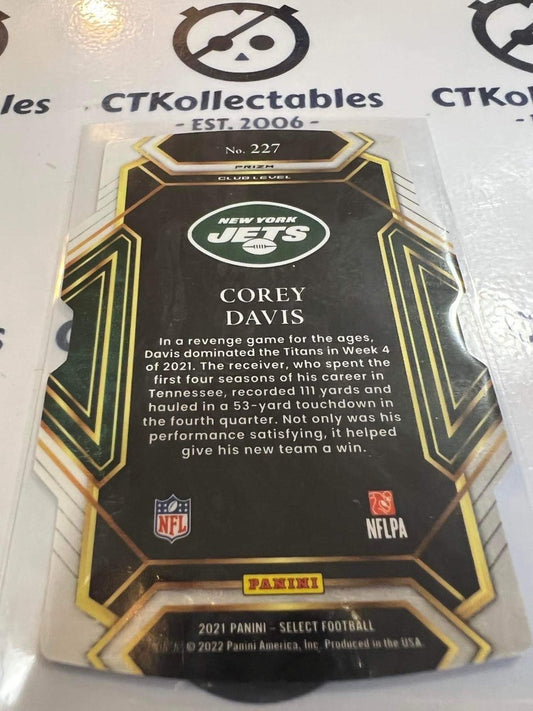 CTKollectables
CTKo
- EST. 2006 -
No. 227
PRIZM
CLUB LEVEL
NEW YORK
JETS
COREY
DAVIS
In a revenge game for the ages,
Davis dominated the Titans in Week 4
of 2021. The receiver, who spent the
first four seasons of his career in
Tennessee, recorded 111 yards and
hauled in a 53-yard touchdown in
the fourth quarter. Not only was his
performance satisfying, it helped
give his new team a win.
NFL
NFLPA
PANINI
2021 PANINI - SELECT FOOTBALL
© 2022 Panini America, Inc. Produced in the USA.